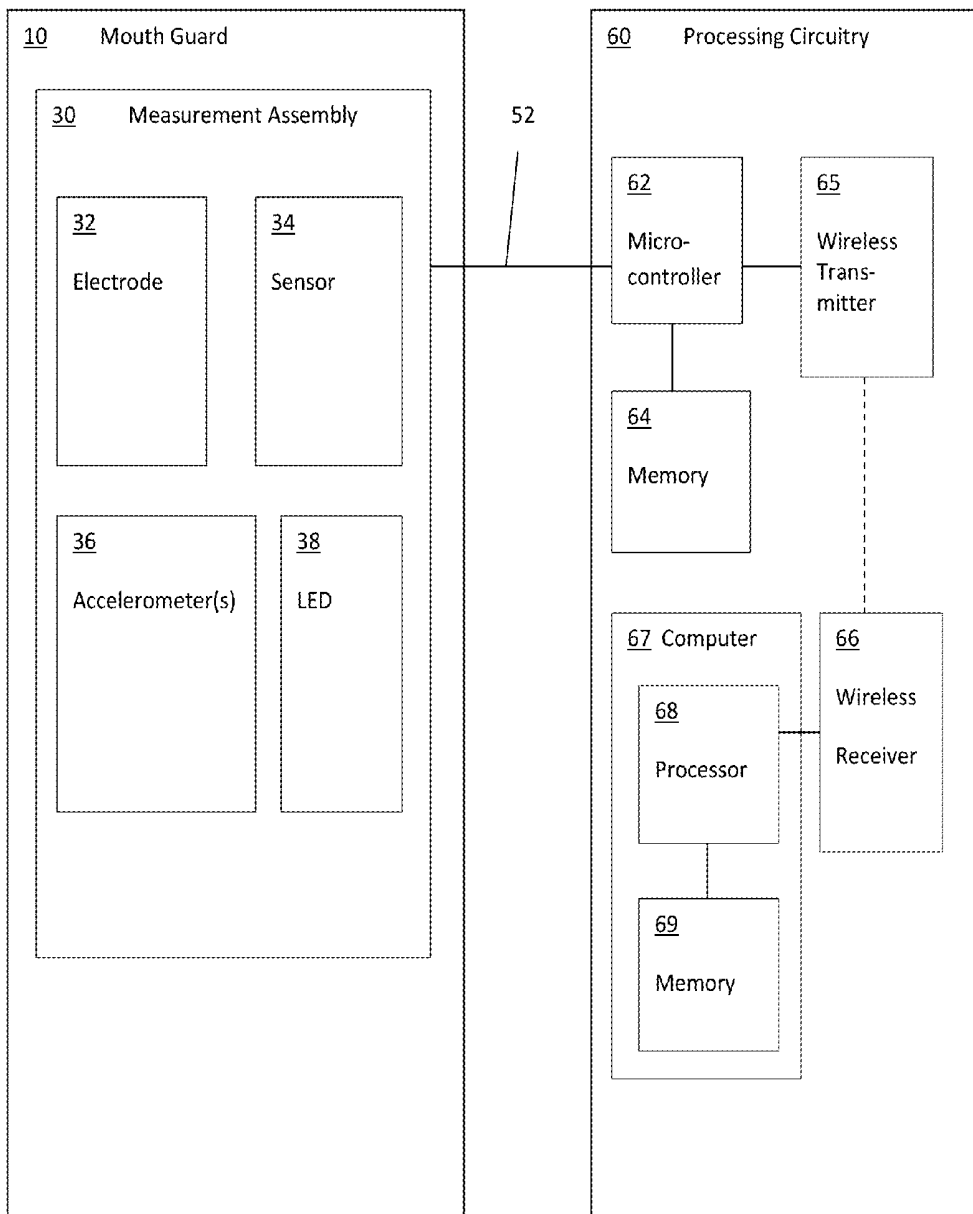 10 Mouth Guard
30 Measurement Assembly
32
Electrode
34
Sensor
36
Accelerometer(s)
38
LED
52
60 Processing Circuitry
62
Micro-
controller
65
Wireless
Trans-
mitter
64
Memory
67 Computer
68
Processor
69
Memory
66
Wireless
Receiver